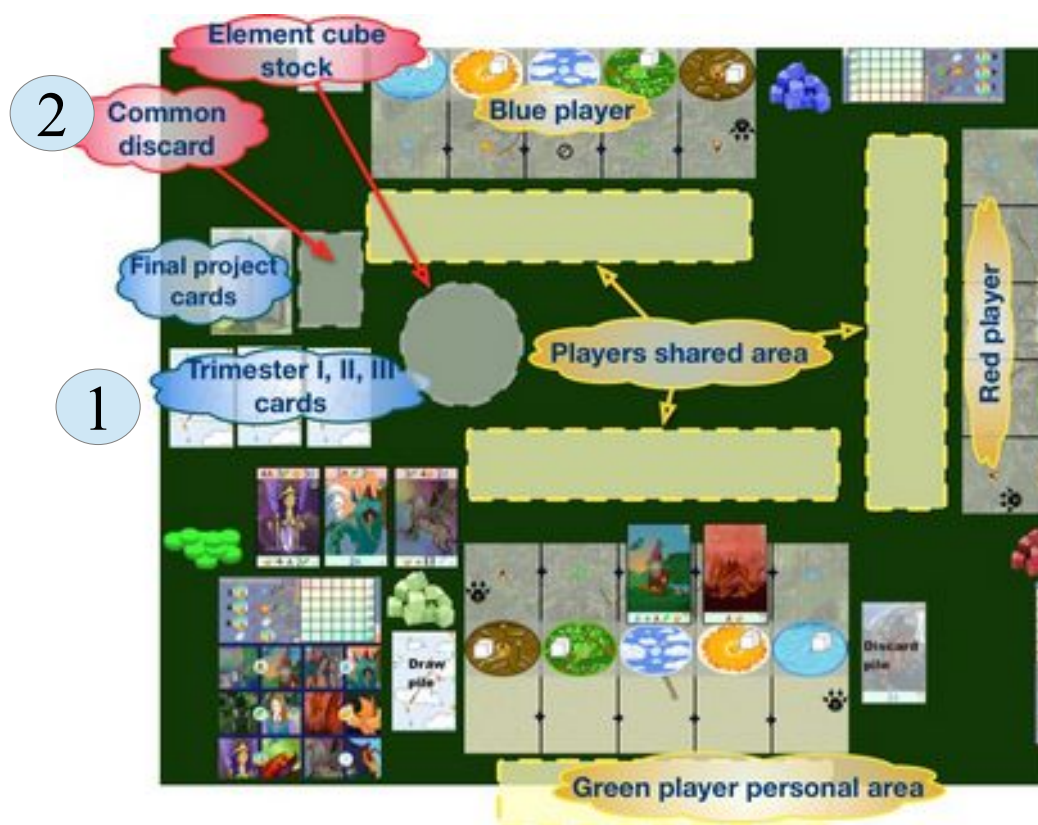 Element cube
stock
2
Common
discard
Blue player
Final project
cards
Players shared area
Red player
1
Trimester I, II, III
cards
Draw
pile
Discard
pile
Green player personal area